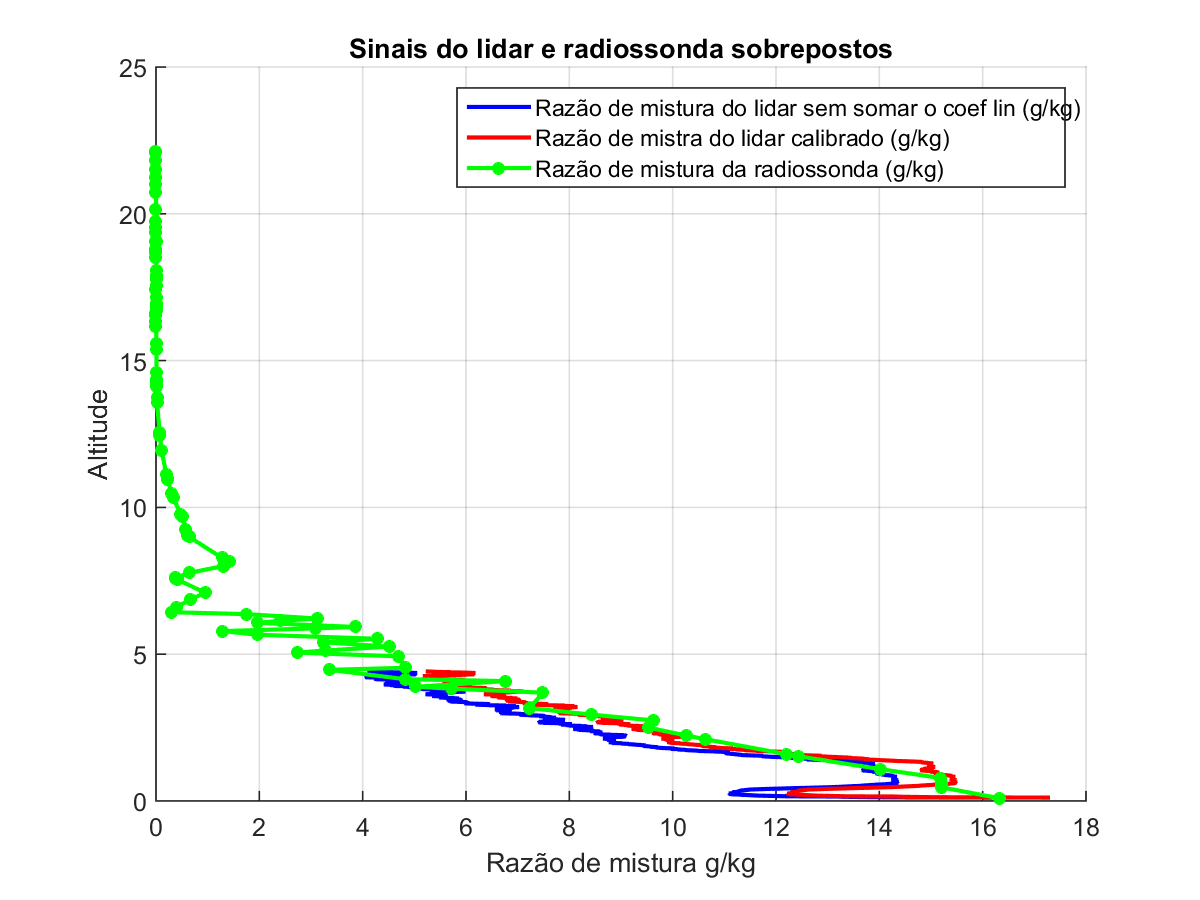 Sinais do lidar e radiossonda sobrepostos
25
Razão de mistura do lidar sem somar o coef lin (g/kg)
Razão de mistra do lidar calibrado (g/kg)
Razão de mistura da radiossonda (g/kg)
20
15
Altitude
10
5
0
0 2 4 6 8 10 12 14 16 18
Razão de mistura g/kg